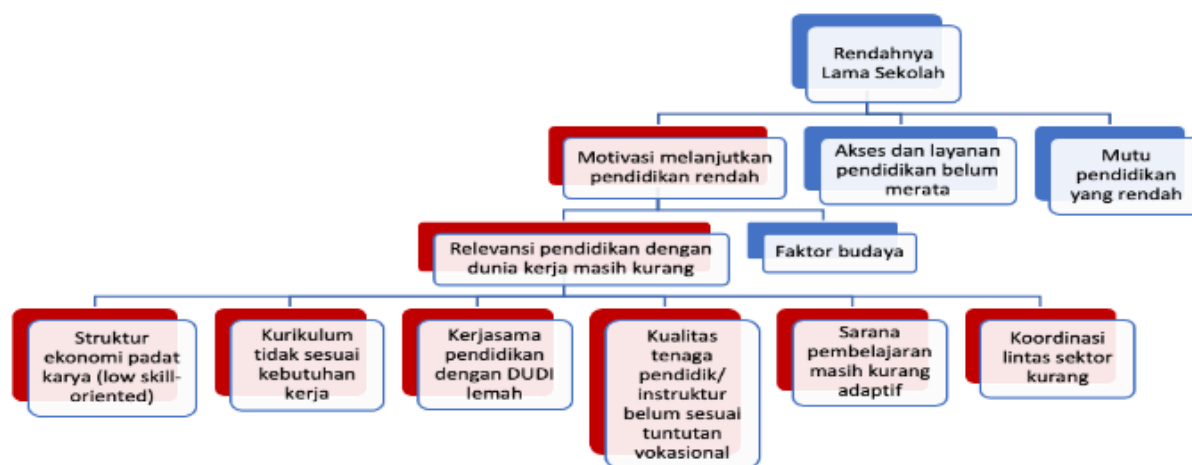 Rendahnya
Lama Sekolah
Motivasi melanjutkan
pendidikan rendah
Akses dan layanan
pendidikan belum
merata
Mutu
pendidikan
yang rendah
Relevansi pendidikan dengan
dunia kerja masih kurang
Faktor budaya
Struktur
ekonomi padat
karya (low skill-
oriented)
Kurikulum
tidak sesuai
kebutuhan
kerja
Kerjasama
pendidikan
dengan DUDI
lemah
Kualitas
tenaga
pendidik/
instruktur
belum sesuai
tuntutan
vokasional
Sarana
pembelajaran
masih kurang
adaptif
Koordinasi
lintas sektor
kurang